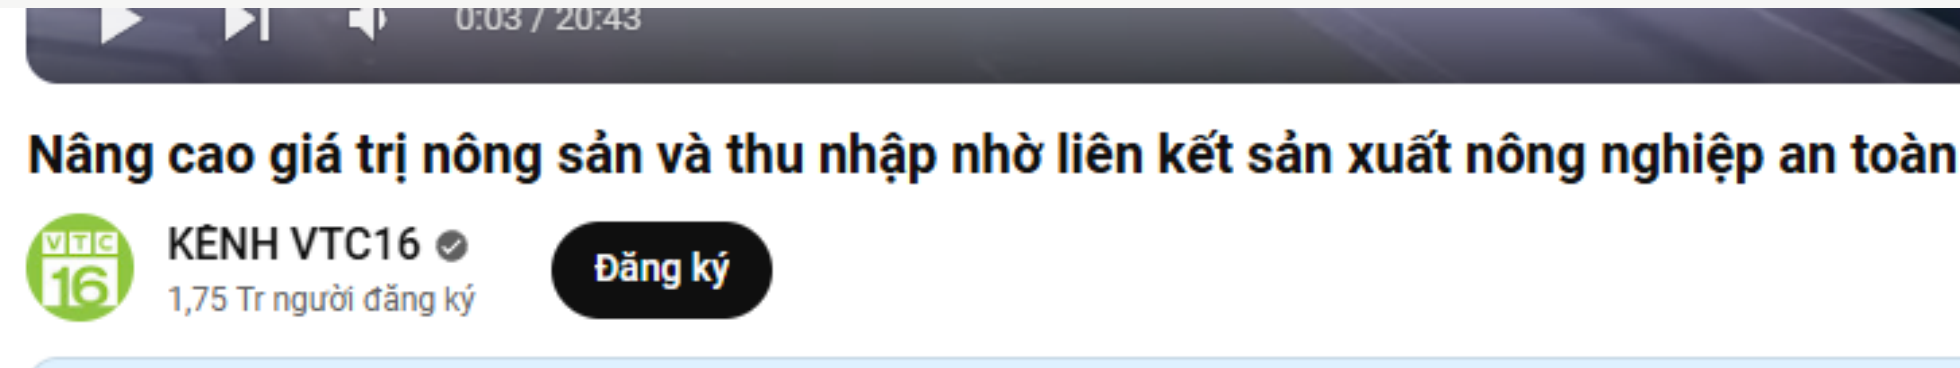 0:03 / 20:43
Nâng cao giá trị nông sản và thu nhập nhờ liên kết sản xuất nông nghiệp an toàn
VTC
16
KÊNH VTC16
1,75 Tr người đăng ký
Đăng ký